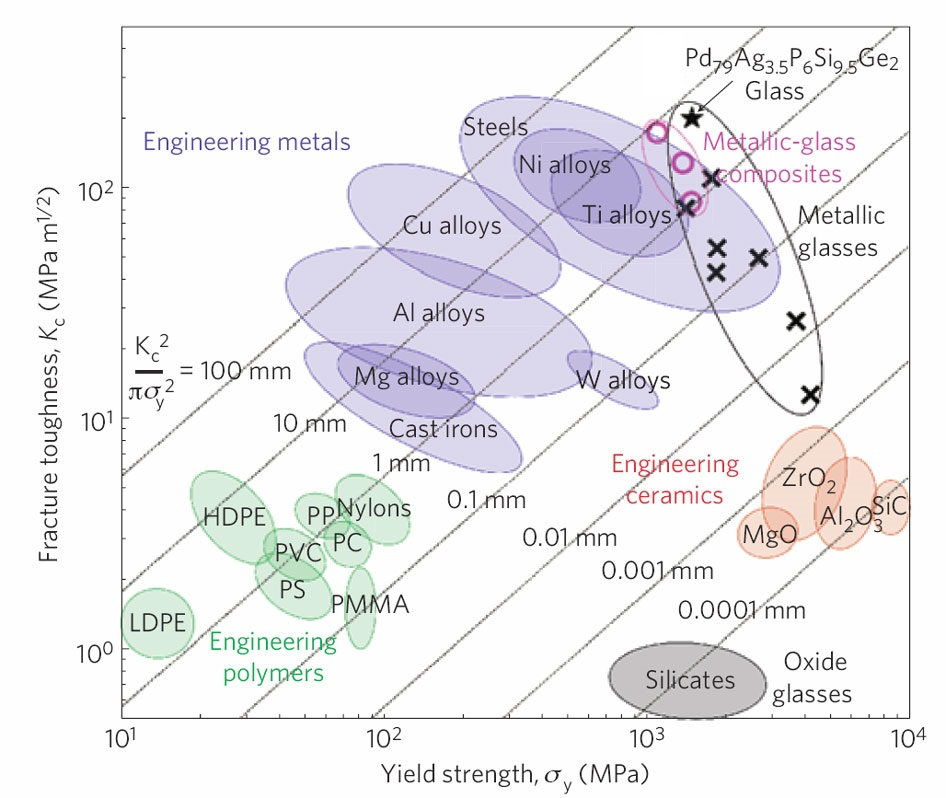 Pd79Ag3.5P6Si9.5Ge2
Glass
Steels
Engineering metals
Metallic-glass
composites
Ni alloys
10²
Cu alloys
Ti alloys
Metallic
glasses
Al alloys
Kc²/πσy² = 100 mm
Mg alloys
W alloys
10 mm
10¹
Cast irons
1 mm
Engineering
ceramics
ZrO2
0.1 mm
Nylons
PP
HDPE
SiC
Al2O3
MgO
0.01 mm
PC
PVC
0.001 mm
PS
PMMA
0.0001 mm
LDPE
Engineering
polymers
10⁰
Silicates
Oxide
glasses
Fracture toughness, Kc (MPa m1/2)
10¹ 10² 10³ 10⁴
Yield strength, σy (MPa)